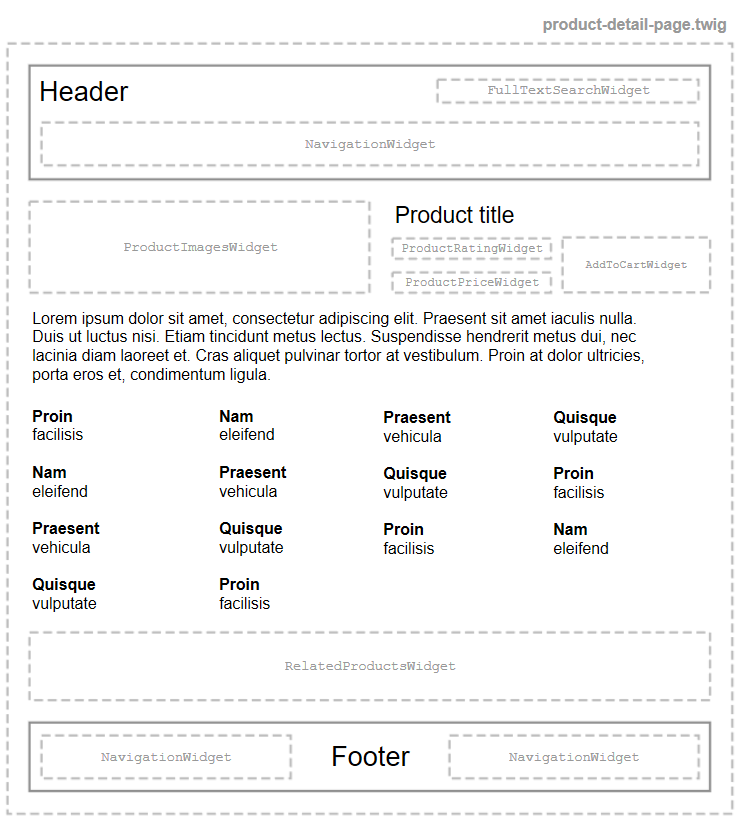 product-detail-page.twig
Header
FullTextSearchWidget
NavigationWidget
ProductImagesWidget
Product title
ProductRatingWidget
AddToCartWidget
ProductPriceWidget
Lorem ipsum dolor sit amet, consectetur adipiscing elit. Praesent sit amet iaculis nulla.
Duis ut luctus nisi. Etiam tincidunt metus lectus. Suspendisse hendrerit metus dui, nec
lacinia diam laoreet et. Cras aliquet pulvinar tortor at vestibulum. Proin at dolor ultricies,
porta eros et, condimentum ligula.
Proin Nam Praesent Quisque
facilisis eleifend vehicula vulputate
Nam Praesent Quisque Proin
eleifend vehicula vulputate facilisis
Praesent Quisque Proin Nam
vehicula vulputate facilisis eleifend
Quisque Proin
vulputate facilisis
RelatedProductsWidget
NavigationWidget Footer NavigationWidget